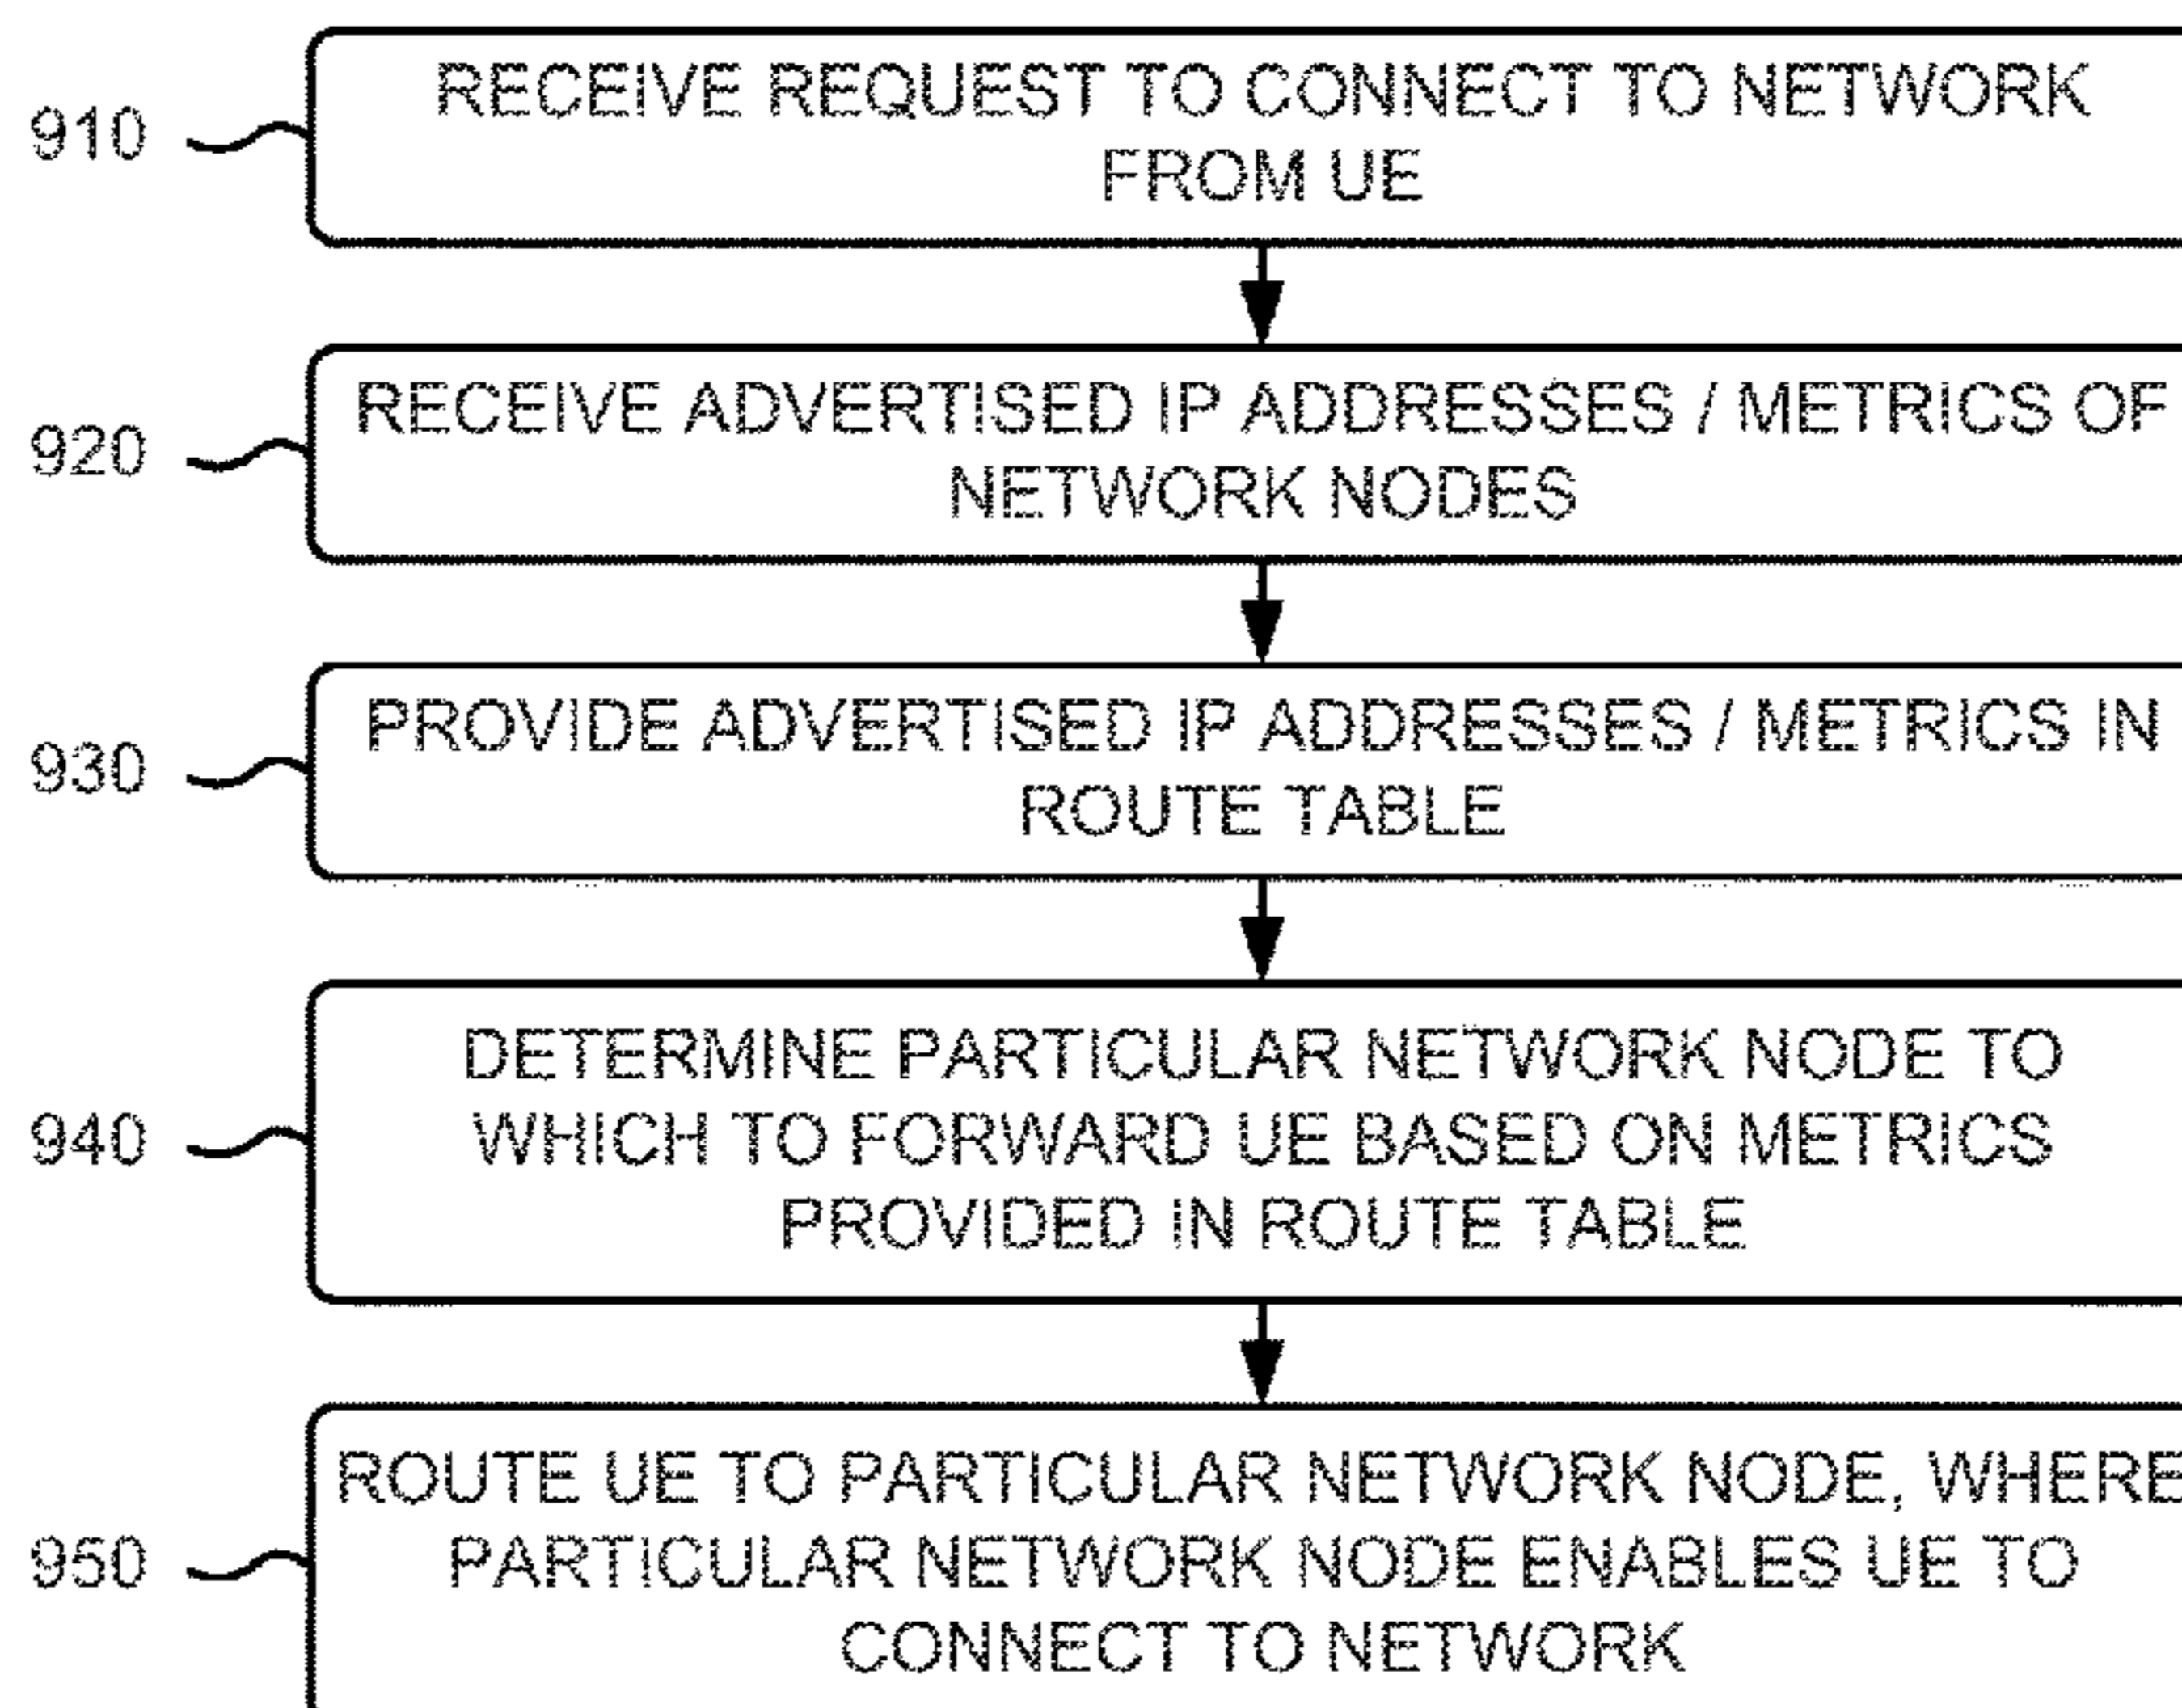 910
RECEIVE REQUEST TO CONNECT TO NETWORK
FROM UE
920
RECEIVE ADVERTISED IP ADDRESSES / METRICS OF
NETWORK NODES
930
PROVIDE ADVERTISED IP ADDRESSES / METRICS IN
ROUTE TABLE
940
DETERMINE PARTICULAR NETWORK NODE TO
WHICH TO FORWARD UE BASED ON METRICS
PROVIDED IN ROUTE TABLE
950
ROUTE UE TO PARTICULAR NETWORK NODE, WHERE
PARTICULAR NETWORK NODE ENABLES UE TO
CONNECT TO NETWORK